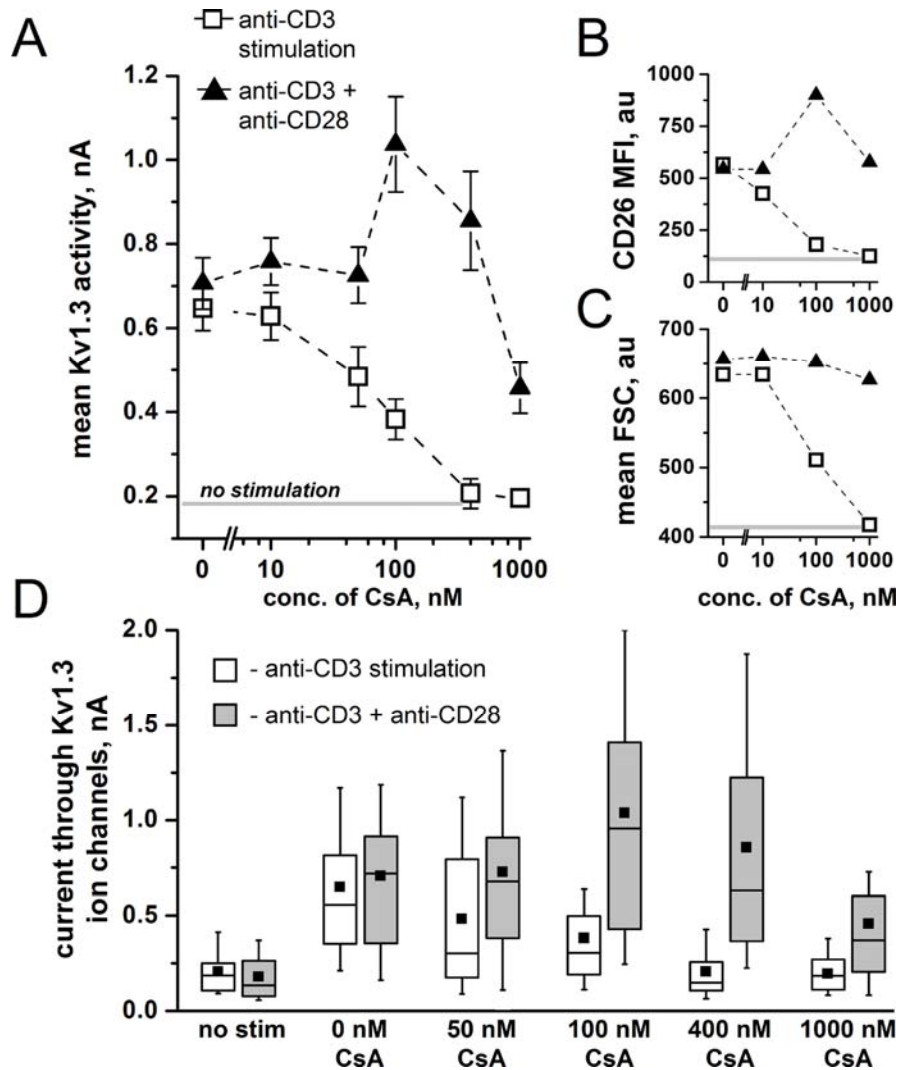 A
anti-CD3
stimulation
anti-CD3 +
anti-CD28
mean Kv1.3 activity, nA
1.2
1.0
0.8
0.6
0.4
0.2
no stimulation
0 10 100 1000
conc. of CsA, nM
B
CD26 MFI, au
1000
750
500
250
0
0 10 100 1000
C
mean FSC, au
650
600
500
400
0 10 100 1000
conc. of CsA, nM
D
current through Kv1.3
ion channels, nA
2.0
1.5
1.0
0.5
0.0
- anti-CD3 stimulation
- anti-CD3 + anti-CD28
no stim 0 nM 50 nM 100 nM 400 nM 1000 nM
CsA CsA CsA CsA CsA